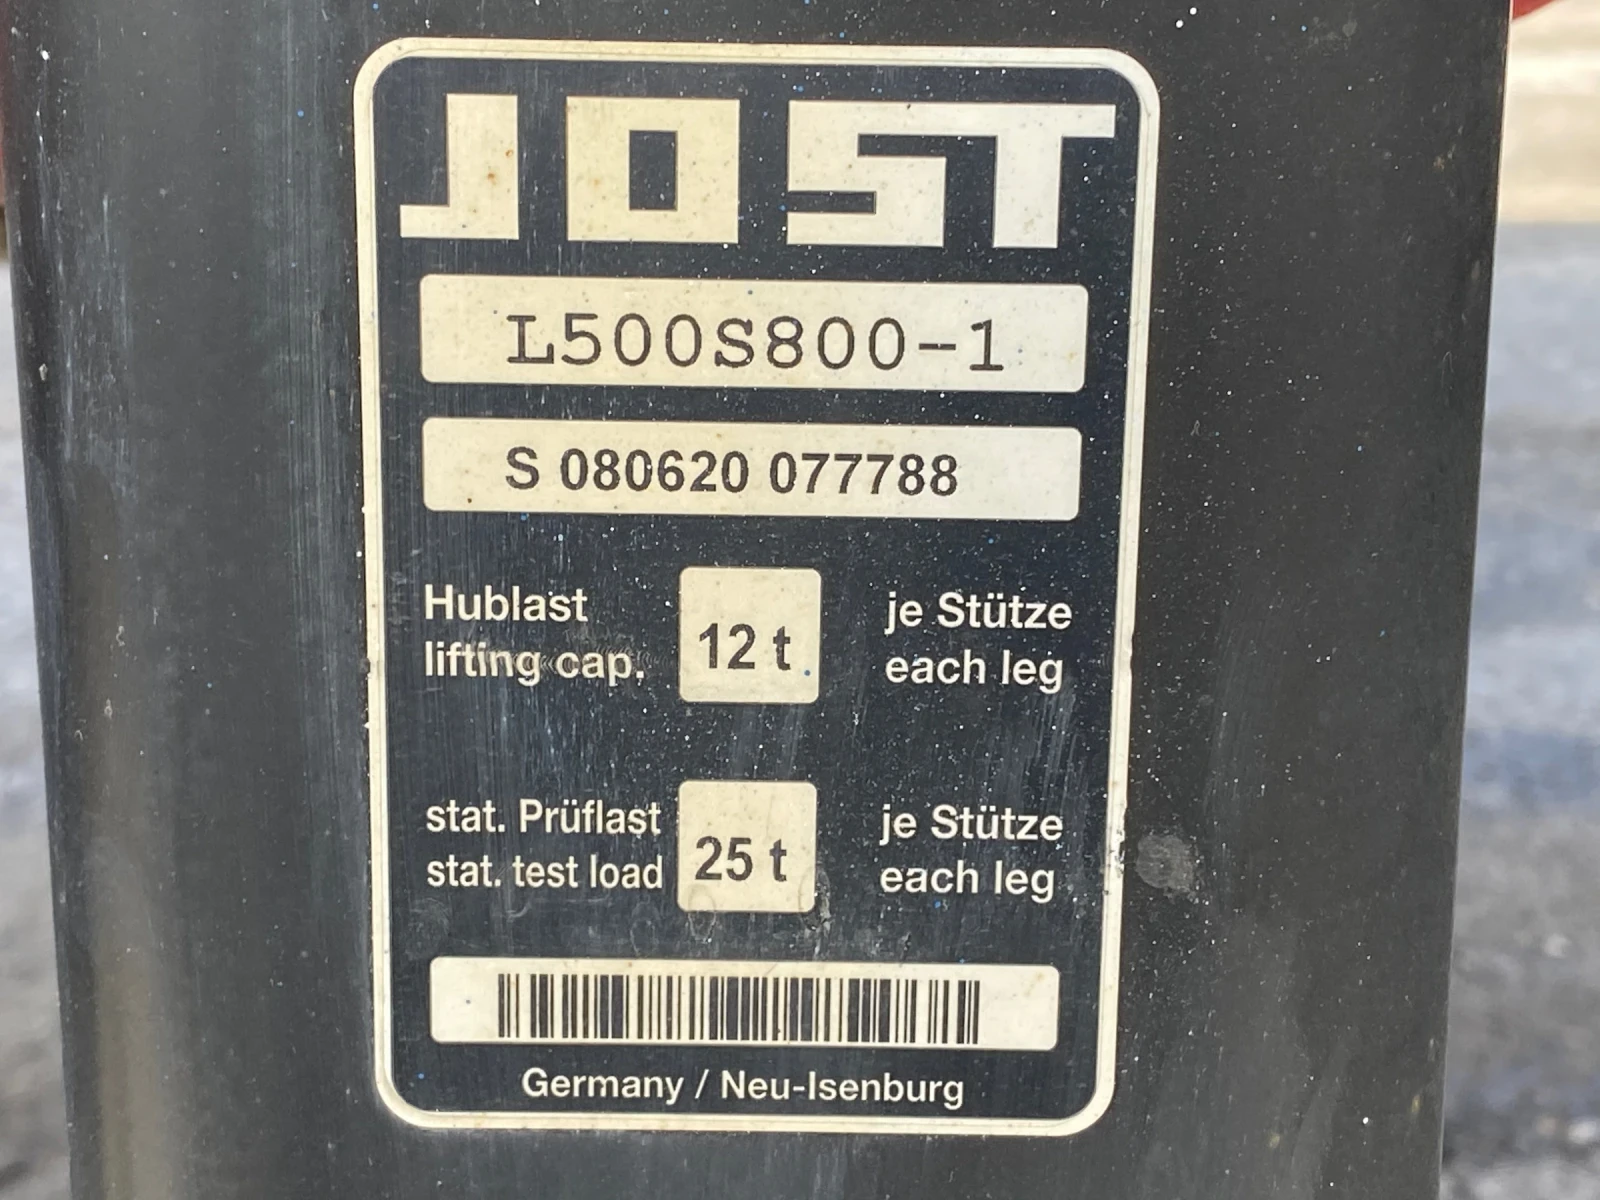 JOST
L500S800-1
S 080620 077788
Hublast
lifting cap.
12 t
je Stütze
each leg
stat. Prüflast
stat. test load
25 t
je Stütze
each leg
Germany / Neu-Isenburg